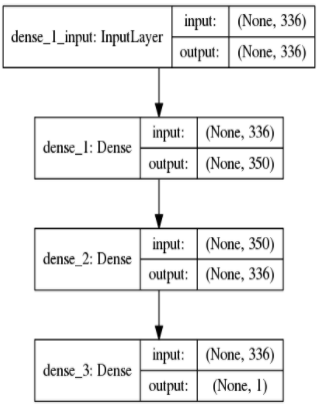 dense_1_input: InputLayer
input: (None, 336)
output: (None, 336)
dense_1: Dense
input: (None, 336)
output: (None, 350)
dense_2: Dense
input: (None, 350)
output: (None, 336)
dense_3: Dense
input: (None, 336)
output: (None, 1)